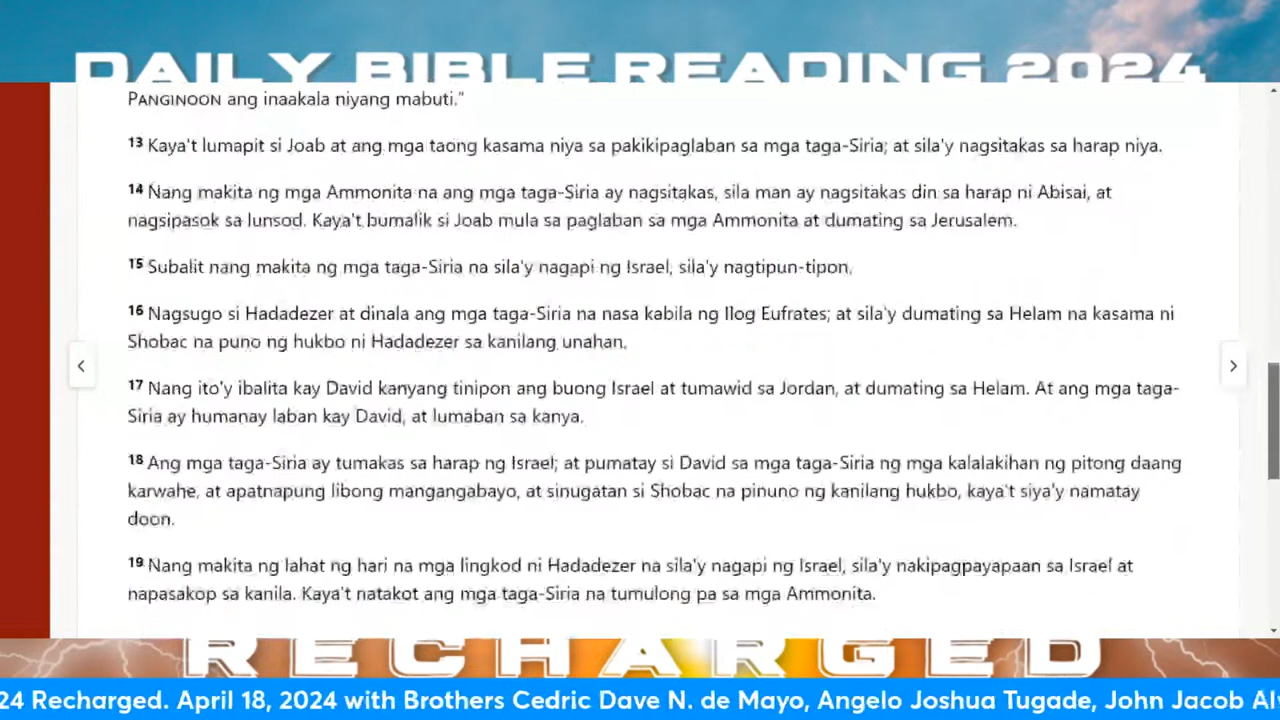 DAILY BIBLE READING 2024
PANGINOON ang inaakala niyang mabuti.”
13 Kaya't lumapit si Joab at ang mga taong kasama niya sa pakikipaglaban sa mga taga-Siria; at sila'y nagsitakas sa harap niya.
14 Nang makita ng mga Ammonita na ang mga taga-Siria ay nagsitakas, sila man ay nagsitakas din sa harap ni Abisai, at
nagsipasok sa lunsod. Kaya't bumalik si Joab mula sa paglaban sa mga Ammonita at dumating sa Jerusalem.
15 Subalit nang makita ng mga taga-Siria na sila'y nagapi ng Israel, sila'y nagtipun-tipon.
16 Nagsugo si Hadadezer at dinala ang mga taga-Siria na nasa kabila ng Ilog Eufrates; at sila'y dumating sa Helam na kasama ni
Shobac na puno ng hukbo ni Hadadezer sa kanilang unahan.
17 Nang ito'y ibalita kay David kanyang tinipon ang buong Israel at tumawid sa Jordan, at dumating sa Helam. At ang mga taga-
Siria ay humanay laban kay David, at lumaban sa kanya.
18 Ang mga taga-Siria ay tumakas sa harap ng Israel; at pumatay si David sa mga taga-Siria ng mga kalalakihan ng pitong daang
karwahe, at apatnapung libong mangangabayo, at sinugatan si Shobac na pinuno ng kanilang hukbo, kaya't siya'y namatay
doon.
19 Nang makita ng lahat ng hari na mga lingkod ni Hadadezer na sila'y nagapi ng Israel, sila'y nakipagpayapaan sa Israel at
napasakop sa kanila. Kaya't natakot ang mga taga-Siria na tumulong pa sa mga Ammonita.
RECHARGED
24 Recharged. April 18, 2024 with Brothers Cedric Dave N. de Mayo, Angelo Joshua Tugade, John Jacob